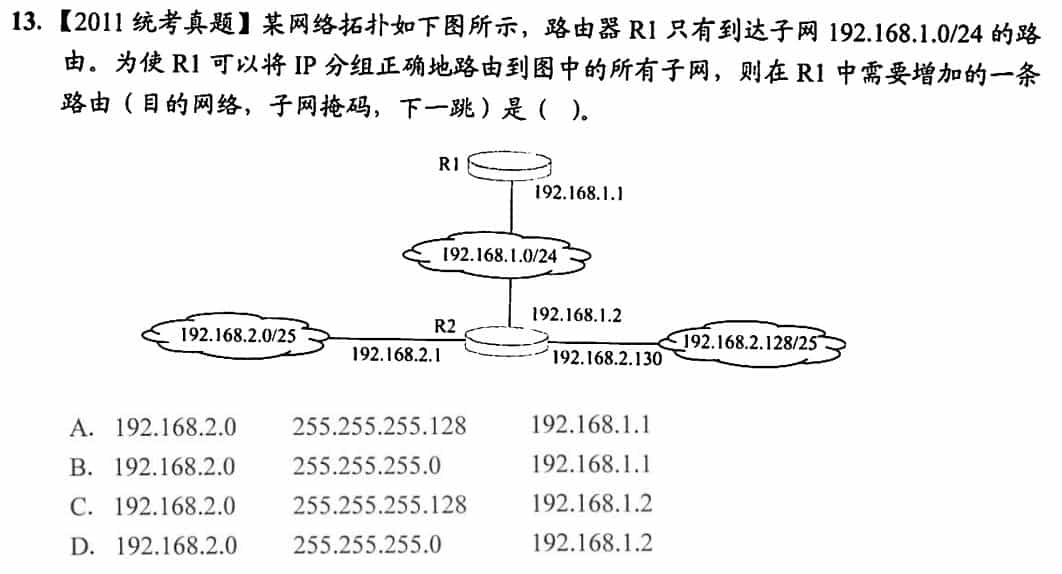 13.【2011 统考真题】某网络拓扑如下图所示，路由器 R1 只有到达子网 192.168.1.0/24 的路
由。为使 R1 可以将 IP 分组正确地路由到图中的所有子网，则在 R1 中需要增加的一条
路由（目的网络，子网掩码，下一跳）是（ ）。
R1
192.168.1.1
192.168.1.0/24
192.168.1.2
192.168.2.0/25
R2
192.168.2.128/25
192.168.2.1
192.168.2.130
A. 192.168.2.0 255.255.255.128 192.168.1.1
B. 192.168.2.0 255.255.255.0 192.168.1.1
C. 192.168.2.0 255.255.255.128 192.168.1.2
D. 192.168.2.0 255.255.255.0 192.168.1.2